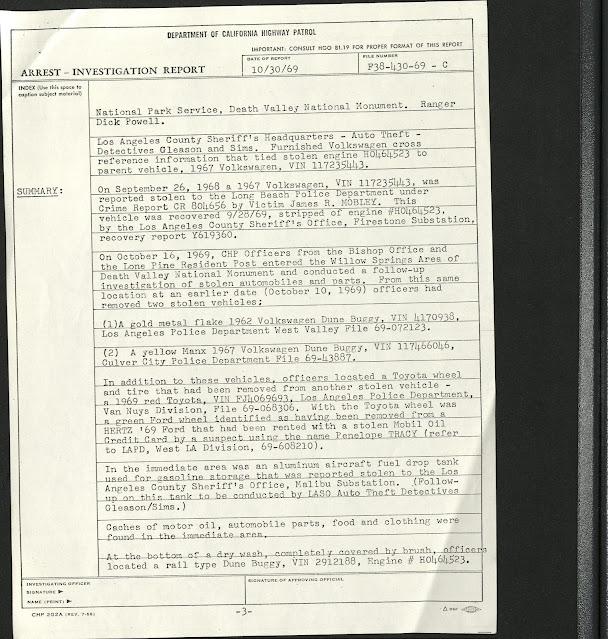 DEPARTMENT OF CALIFORNIA HIGHWAY PATROL
IMPORTANT: CONSULT HGO 81.19 FOR PROPER FORMAT OF THIS REPORT
ARREST – INVESTIGATION REPORT
DATE OF REPORT
10/30/69
FILE NUMBER
F38-430-69 - C
INDEX (Use this space to
caption subject material)
National Park Service, Death Valley National Monument. Ranger
Dick Powell.
Los Angeles County Sheriff's Headquarters - Auto Theft -
Detectives Gleason and Sims. Furnished Volkswagen cross
reference information that tied stolen engine HO464523 to
parent vehicle, 1967 Volkswagen, VIN 117235443.
SUMMARY:
On September 26, 1968 a 1967 Volkswagen, VIN 117235443, was
reported stolen to the Long Beach Police Department under
Crime Report CR 804656 by Victim James R. MOBLEY. This
vehicle was recovered 9/28/69, stripped of engine #HO464523,
by the Los Angeles County Sheriff's Office, Firestone Substation,
recovery report Y619360.
On October 16, 1969, CHP Officers from the Bishop Office and
the Lone Pine Resident Post entered the Willow Springs Area of
Death Valley National Monument and conducted a follow-up
investigation of stolen automobiles and parts. From this same
location at an earlier date (October 10, 1969) officers had
removed two stolen vehicles;
(1)A gold metal flake 1962 Volkswagen Dune Buggy, VIN 4170938,
Los Angeles Police Department West Valley File 69-072123.
(2) A yellow Manx 1967 Volkswagen Dune Buggy, VIN 117466046,
Culver City Police Department File 69-43887.
In addition to these vehicles, officers located a Toyota wheel
and tire that had been removed from another stolen vehicle -
a 1969 red Toyota, VIN FJ4069693, Los Angeles Police Department,
Van Nuys Division, File 69-068306. With the Toyota wheel was
a green Ford wheel identified as having been removed from a
HERTZ '69 Ford that had been rented with a stolen Mobil Oil
Credit Card by a suspect using the name Penelope TRACY (refer
to LAPD, West LA Division, 69-608210).
In the immediate area was an aluminum aircraft fuel drop tank
used for gasoline storage that was reported stolen to the Los
Angeles County Sheriff's Office, Malibu Substation. (Follow-
up on this tank to be conducted by LASO Auto Theft Detectives
Gleason/Sims.)
Caches of motor oil, automobile parts, food and clothing were
found in the immediate area.
At the bottom of a dry wash, completely covered by brush, officers
located a rail type Dune Buggy, VIN 2912188, Engine # HO464523.
INVESTIGATING OFFICER
SIGNATURE ▶
NAME (PRINT) ▶
SIGNATURE OF APPROVING OFFICIAL
CHP 202A (REV. 7-68)
-3-